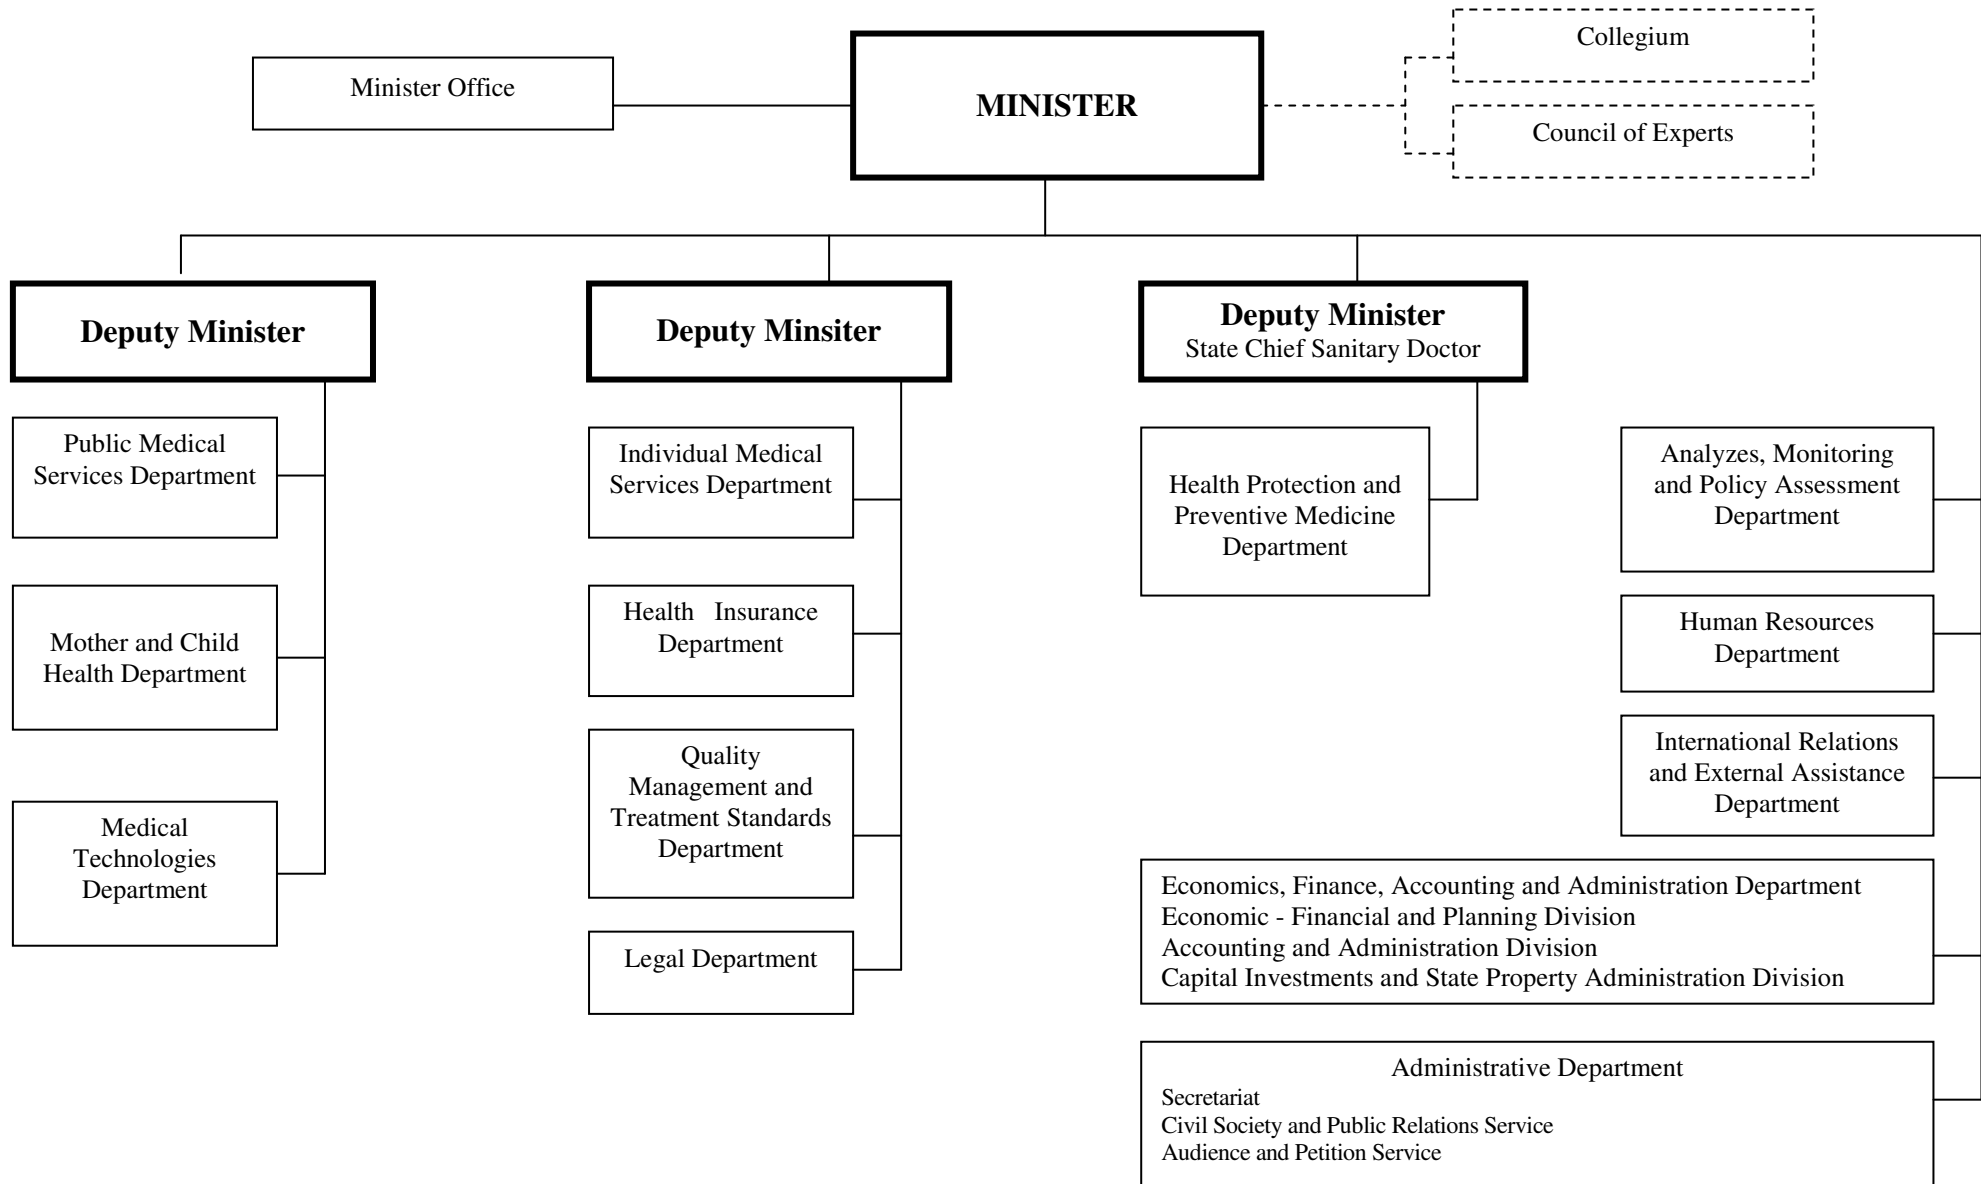 Minister Office
MINISTER
Collegium
Council of Experts
Deputy Minister
Deputy Minsiter
Deputy Minister
State Chief Sanitary Doctor
Public Medical
Services Department
Mother and Child
Health Department
Medical
Technologies
Department
Individual Medical
Services Department
Health Insurance
Department
Quality
Management and
Treatment Standards
Department
Legal Department
Health Protection and
Preventive Medicine
Department
Analyzes, Monitoring
and Policy Assessment
Department
Human Resources
Department
International Relations
and External Assistance
Department
Economics, Finance, Accounting and Administration Department
Economic - Financial and Planning Division
Accounting and Administration Division
Capital Investments and State Property Administration Division
Administrative Department
Secretariat
Civil Society and Public Relations Service
Audience and Petition Service